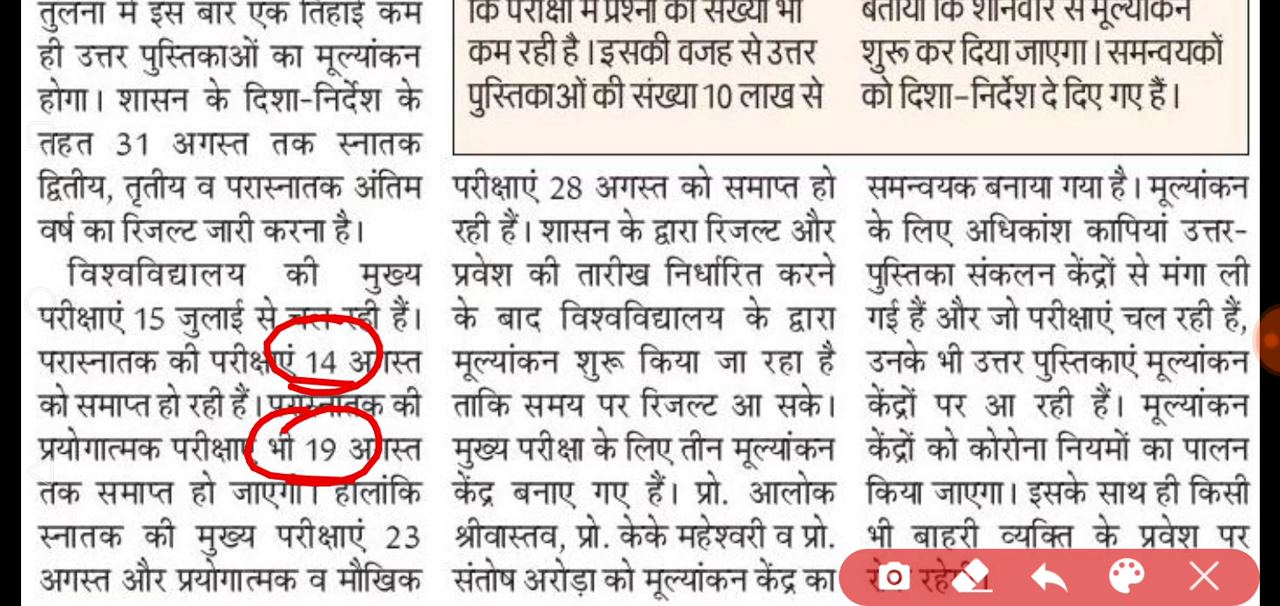 तुलना में इस बार एक तिहाई कम
ही उत्तर पुस्तिकाओं का मूल्यांकन
होगा। शासन के दिशा-निर्देश के
तहत 31 अगस्त तक स्नातक
द्वितीय, तृतीय व परास्नातक अंतिम
वर्ष का रिजल्ट जारी करना है।
विश्वविद्यालय की मुख्य
परीक्षाएं 15 जुलाई से चल रही हैं।
परास्नातक की परीक्षाएं 14 अगस्त
को समाप्त हो रही हैं। परास्नातक की
प्रयोगात्मक परीक्षाएं भी 19 अगस्त
तक समाप्त हो जाएंगी। हालांकि
स्नातक की मुख्य परीक्षाएं 23
अगस्त और प्रयोगात्मक व मौखिक
कि परीक्षा में प्रश्नों की संख्या भी
कम रही है। इसकी वजह से उत्तर
पुस्तिकाओं की संख्या 10 लाख से
बताया कि शनिवार से मूल्यांकन
शुरू कर दिया जाएगा। समन्वयकों
को दिशा-निर्देश दे दिए गए हैं।
परीक्षाएं 28 अगस्त को समाप्त हो
रही हैं। शासन के द्वारा रिजल्ट और
प्रवेश की तारीख निर्धारित करने
के बाद विश्वविद्यालय के द्वारा
मूल्यांकन शुरू किया जा रहा है
ताकि समय पर रिजल्ट आ सके।
मुख्य परीक्षा के लिए तीन मूल्यांकन
केंद्र बनाए गए हैं। प्रो. आलोक
श्रीवास्तव, प्रो. केके महेश्वरी व प्रो.
संतोष अरोड़ा को मूल्यांकन केंद्र का
समन्वयक बनाया गया है। मूल्यांकन
के लिए अधिकांश कापियां उत्तर-
पुस्तिका संकलन केंद्रों से मंगा ली
गई हैं और जो परीक्षाएं चल रही हैं,
उनके भी उत्तर पुस्तिकाएं मूल्यांकन
केंद्रों पर आ रही हैं। मूल्यांकन
केंद्रों को कोरोना नियमों का पालन
किया जाएगा। इसके साथ ही किसी
भी बाहरी व्यक्ति के प्रवेश पर